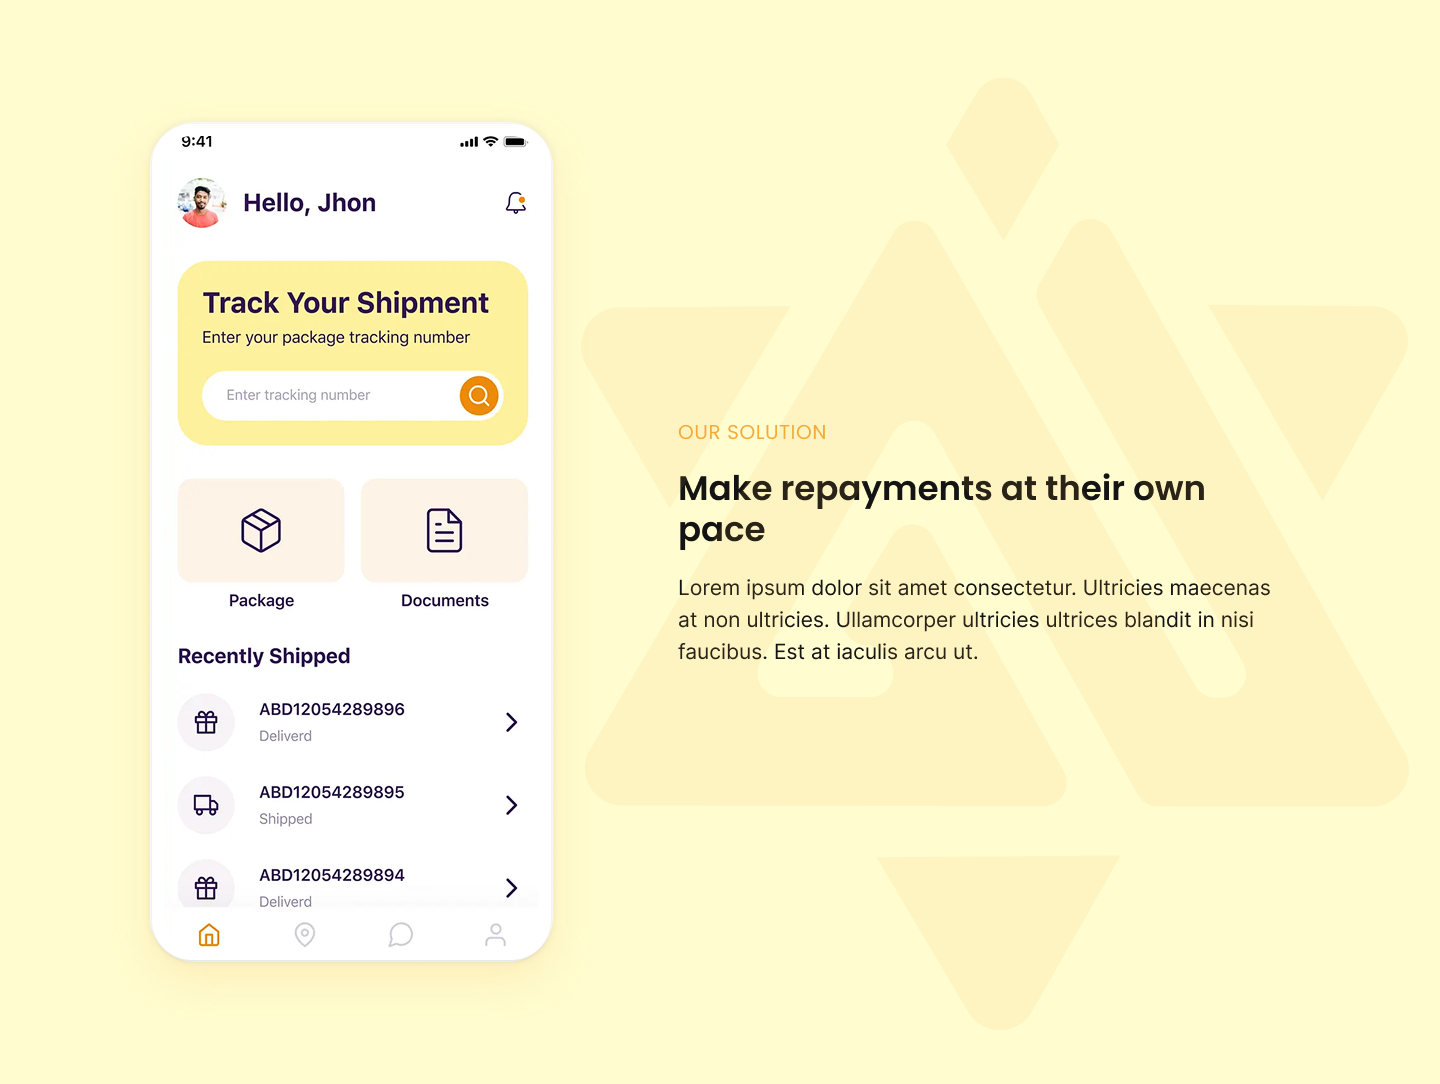 9:41
Hello, Jhon
Track Your Shipment
Enter your package tracking number
Enter tracking number
Package
Documents
Recently Shipped
ABD12054289896
Deliverd
ABD12054289895
Shipped
ABD12054289894
Deliverd
OUR SOLUTION
Make repayments at their own
pace
Lorem ipsum dolor sit amet consectetur. Ultricies maecenas
at non ultricies. Ullamcorper ultricies ultrices blandit in nisi
faucibus. Est at iaculis arcu ut.